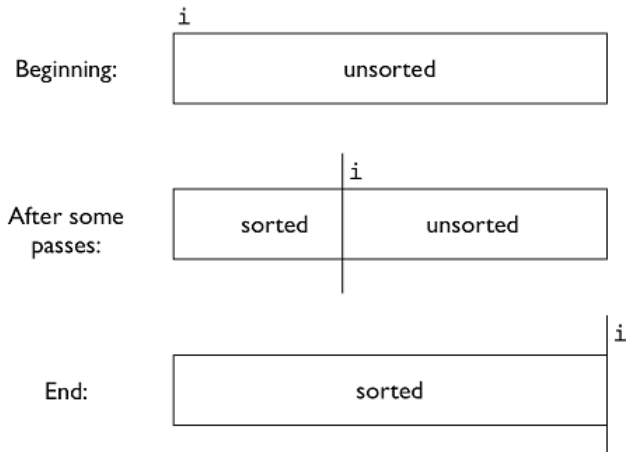 i
Beginning:
unsorted
i
After some
passes:
sorted
unsorted
i
End:
sorted